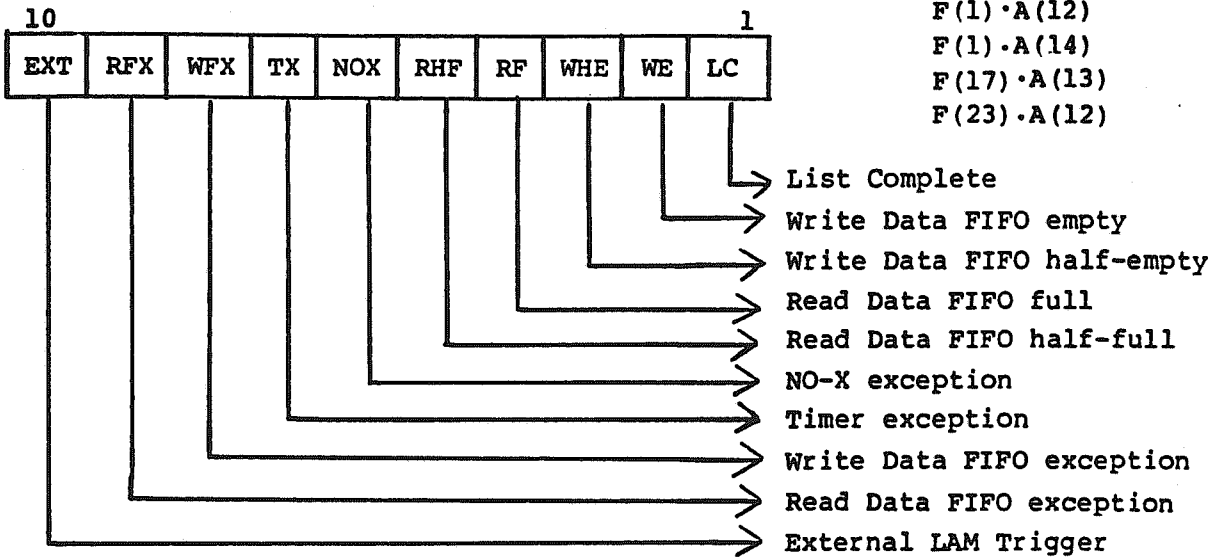 F(1)·A(12)
F(1)·A(14)
F(17)·A(13)
F(23)·A(12)
10 1
EXT RFX WFX TX NOX RHF RF WHE WE LC
List Complete
Write Data FIFO empty
Write Data FIFO half-empty
Read Data FIFO full
Read Data FIFO half-full
NO-X exception
Timer exception
Write Data FIFO exception
Read Data FIFO exception
External LAM Trigger